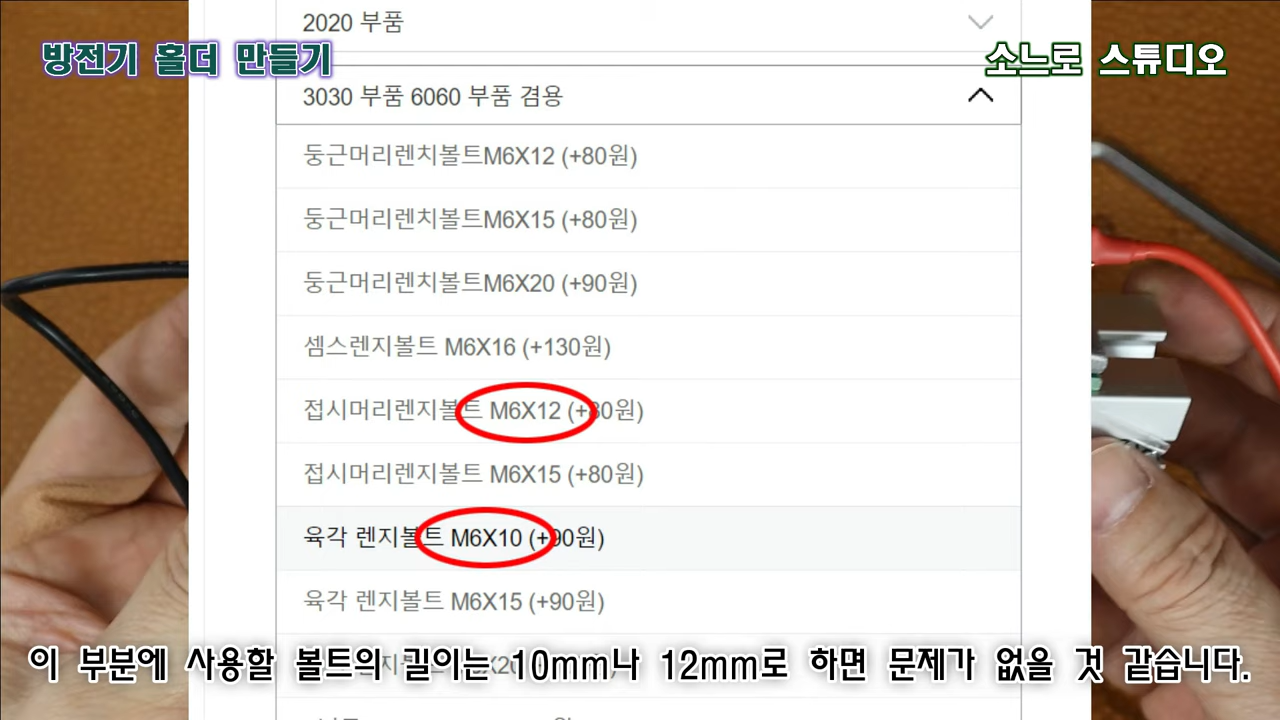 2020 부품
방전기 홀더 만들기
소느로 스튜디오
3030 부품 6060 부품 겸용
둥근머리렌치볼트M6X12 (+80원)
둥근머리렌치볼트M6X15 (+80원)
둥근머리렌치볼트M6X20 (+90원)
셈스렌지볼트 M6X16 (+130원)
접시머리렌지볼트 M6X12 (+80원)
접시머리렌지볼트 M6X15 (+80원)
육각 렌지볼트 M6X10 (+90원)
육각 렌지볼트 M6X15 (+90원)
이 부분에 사용할 볼트의 길이는 10mm나 12mm로 하면 문제가 없을 것 같습니다.